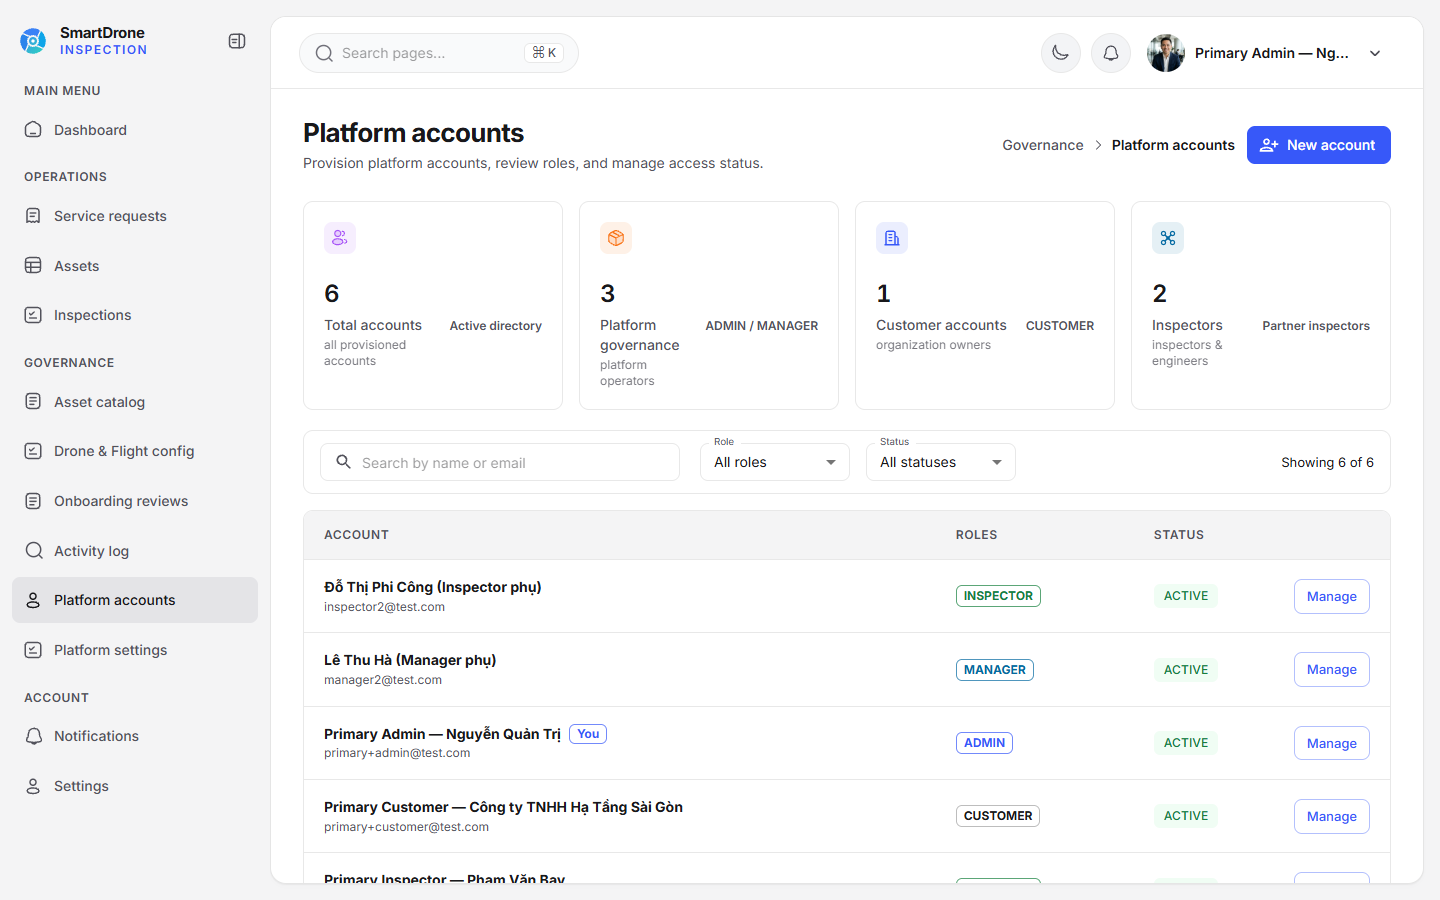 SmartDrone
INSPECTION
MAIN MENU
Dashboard
OPERATIONS
Service requests
Assets
Inspections
GOVERNANCE
Asset catalog
Drone & Flight config
Onboarding reviews
Activity log
Platform accounts
Platform settings
ACCOUNT
Notifications
Settings
Search pages...
⌘ K
Primary Admin — Ng...
Platform accounts
Provision platform accounts, review roles, and manage access status.
Governance > Platform accounts
New account
6
Total accounts
all provisioned
accounts
Active directory
3
Platform
governance
platform
operators
ADMIN / MANAGER
1
Customer accounts
organization owners
CUSTOMER
2
Inspectors
inspectors &
engineers
Partner inspectors
Search by name or email
Role
All roles
Status
All statuses
Showing 6 of 6
ACCOUNT ROLES STATUS
Đỗ Thị Phi Công (Inspector phụ)
inspector2@test.com
INSPECTOR
ACTIVE
Manage
Lê Thu Hà (Manager phụ)
manager2@test.com
MANAGER
ACTIVE
Manage
Primary Admin — Nguyễn Quản Trị You
primary+admin@test.com
ADMIN
ACTIVE
Manage
Primary Customer — Công ty TNHH Hạ Tầng Sài Gòn
primary+customer@test.com
CUSTOMER
ACTIVE
Manage
Primary Inspector — Phạm Văn Bay